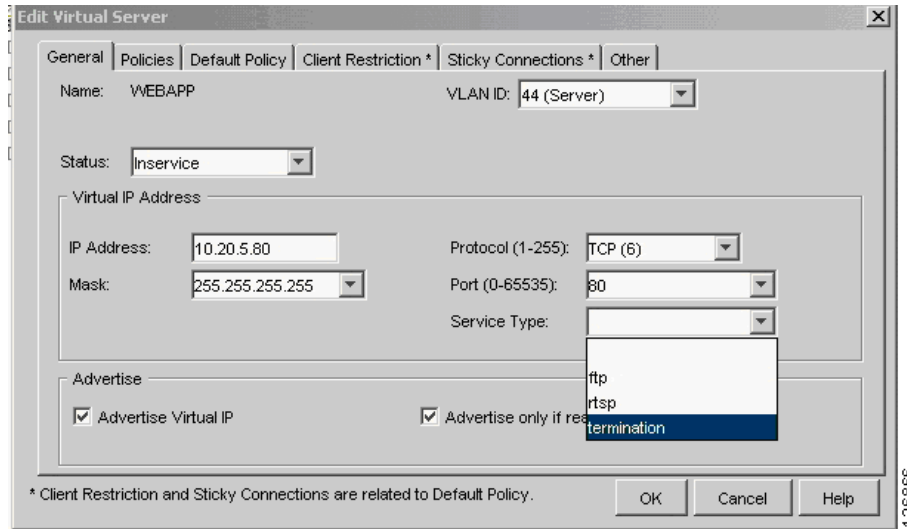 Edit Virtual Server
General Policies Default Policy Client Restriction * Sticky Connections * Other
Name: WEBAPP VLAN ID: 44 (Server)
Status: Inservice
Virtual IP Address
IP Address: 10.20.5.80 Protocol (1-255): TCP (6)
Mask: 255.255.255.255 Port (0-65535): 80
Service Type:
ftp
rtsp
termination
Advertise
Advertise Virtual IP Advertise only if rea
* Client Restriction and Sticky Connections are related to Default Policy.
OK Cancel Help